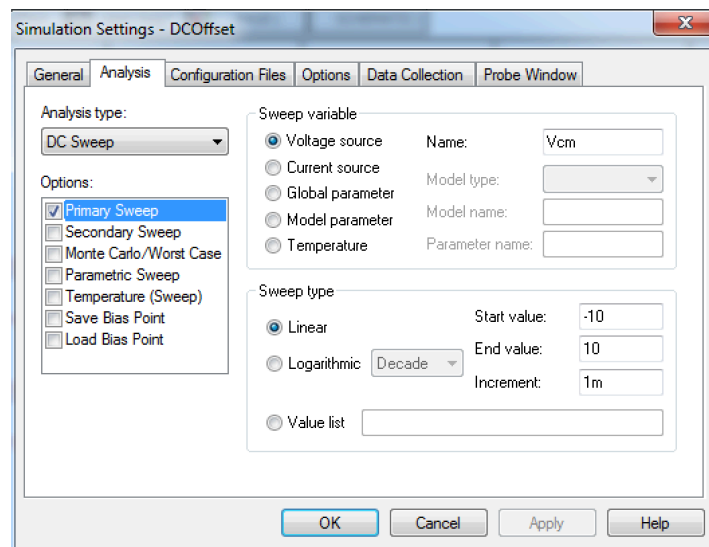 Simulation Settings - DCOffset
X
General Analysis Configuration Files Options Data Collection Probe Window
Analysis type:
DC Sweep
Options:
Primary Sweep
Secondary Sweep
Monte Carlo/Worst Case
Parametric Sweep
Temperature (Sweep)
Save Bias Point
Load Bias Point
Sweep variable
Voltage source Name: Vcm
Current source
Model type:
Global parameter
Model parameter Model name:
Temperature Parameter name:
Sweep type
Start value: -10
Linear
End value: 10
Logarithmic Decade
Increment: 1m
Value list
OK Cancel Apply Help